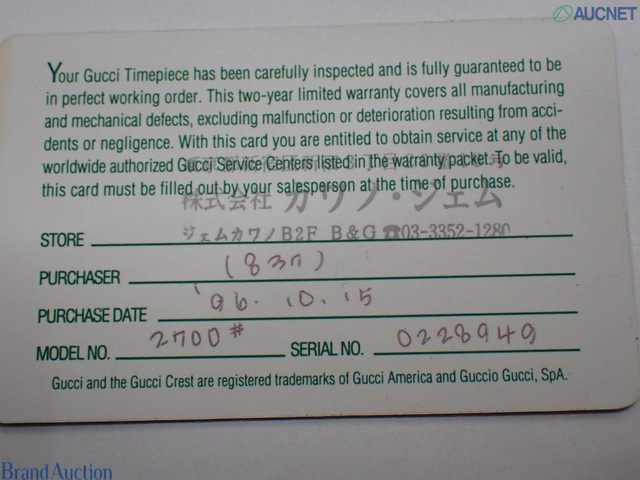 AUCNET
Your Gucci Timepiece has been carefully inspected and is fully guaranteed to be
in perfect working order. This two-year limited warranty covers all manufacturing
and mechanical defects, excluding malfunction or deterioration resulting from acci-
dents or negligence. With this card you are entitled to obtain service at any of the
worldwide authorized Gucci Service Centers listed in the warranty packet. To be valid,
this card must be filled out by your salesperson at the time of purchase.
株式会社 カワノ・ジェム
ジェムカワノB2F B&G ☎03-3352-1280
STORE
PURCHASER (837)
PURCHASE DATE '96. 10. 15
MODEL NO. 2700# SERIAL NO. 0228949
Gucci and the Gucci Crest are registered trademarks of Gucci America and Guccio Gucci, SpA.
Brand Auction